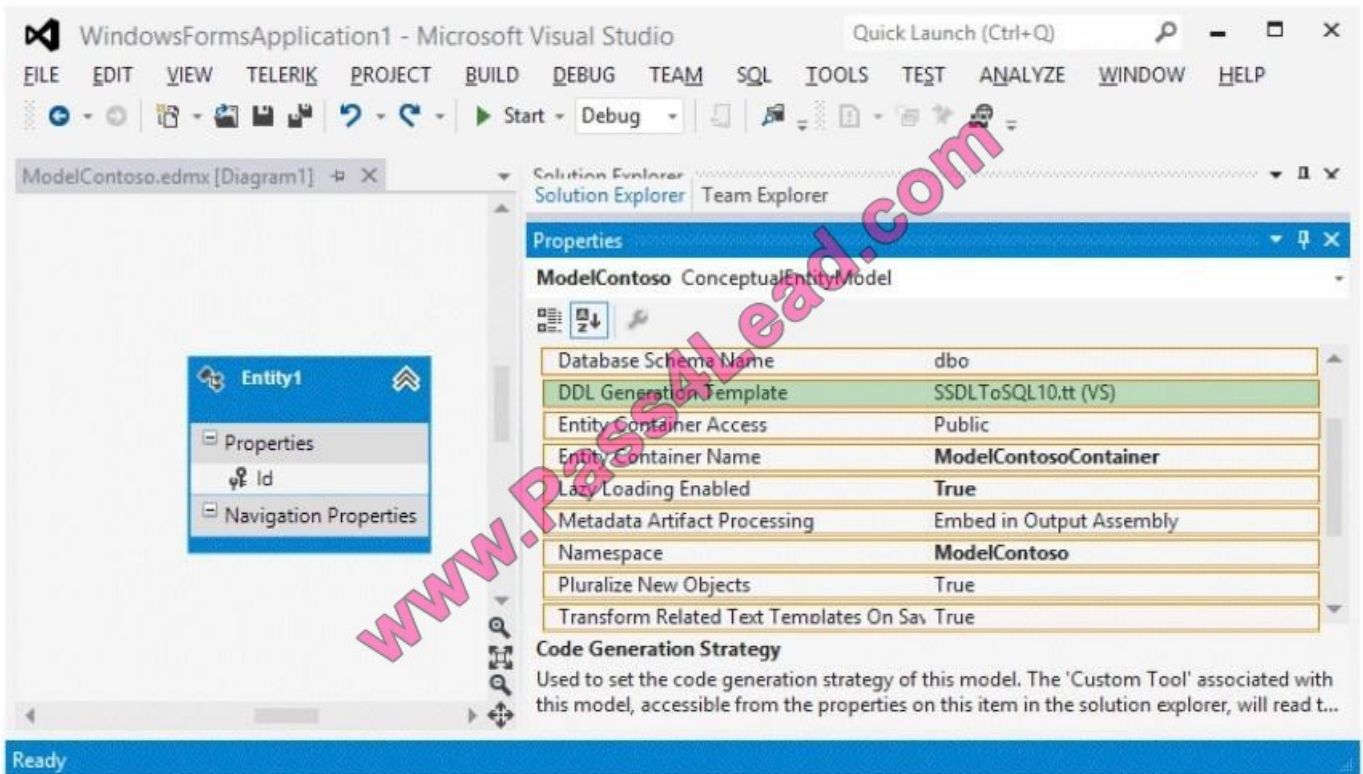 WindowsFormsApplication1 - Microsoft Visual Studio
Quick Launch (Ctrl+Q)
FILE EDIT VIEW TELERIK PROJECT BUILD DEBUG TEAM SQL TOOLS TEST ANALYZE WINDOW HELP
Start Debug
ModelContoso.edmx [Diagram1]
Solution Explorer
Solution Explorer Team Explorer
Properties
ModelContoso ConceptualEntityModel
Database Schema Name dbo
DDL Generation Template SSDLToSQL10.tt (VS)
Entity Container Access Public
Entity Container Name ModelContosoContainer
Lazy Loading Enabled True
Metadata Artifact Processing Embed in Output Assembly
Namespace ModelContoso
Pluralize New Objects True
Transform Related Text Templates On Sav True
Code Generation Strategy
Used to set the code generation strategy of this model. The 'Custom Tool' associated with
this model, accessible from the properties on this item in the solution explorer, will read t...
Entity1
Properties
Id
Navigation Properties
Ready
www.Pass4Lead.com